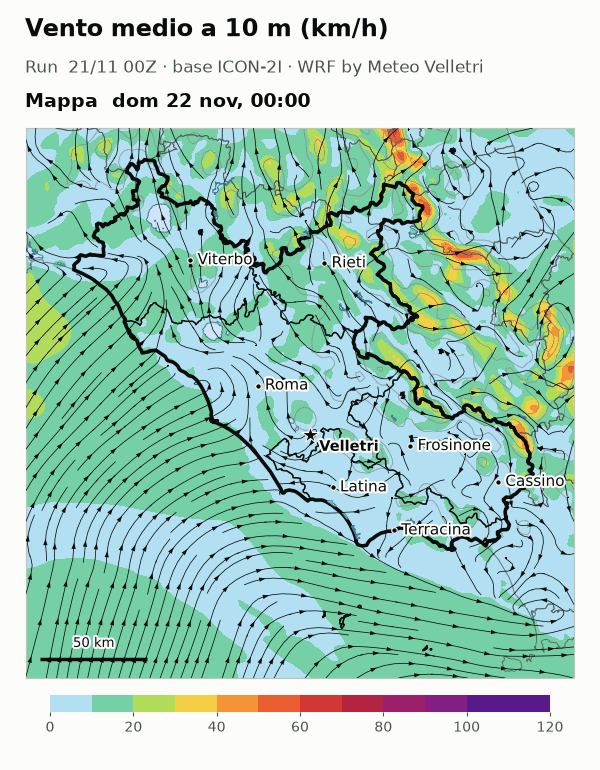 Vento medio a 10 m (km/h)
Run 21/11 00Z · base ICON-2I · WRF by Meteo Velletri
Mappa dom 22 nov, 00:00
Viterbo
Rieti
Roma
Velletri
Frosinone
Latina
Cassino
Terracina
50 km
0 20 40 60 80 100 120